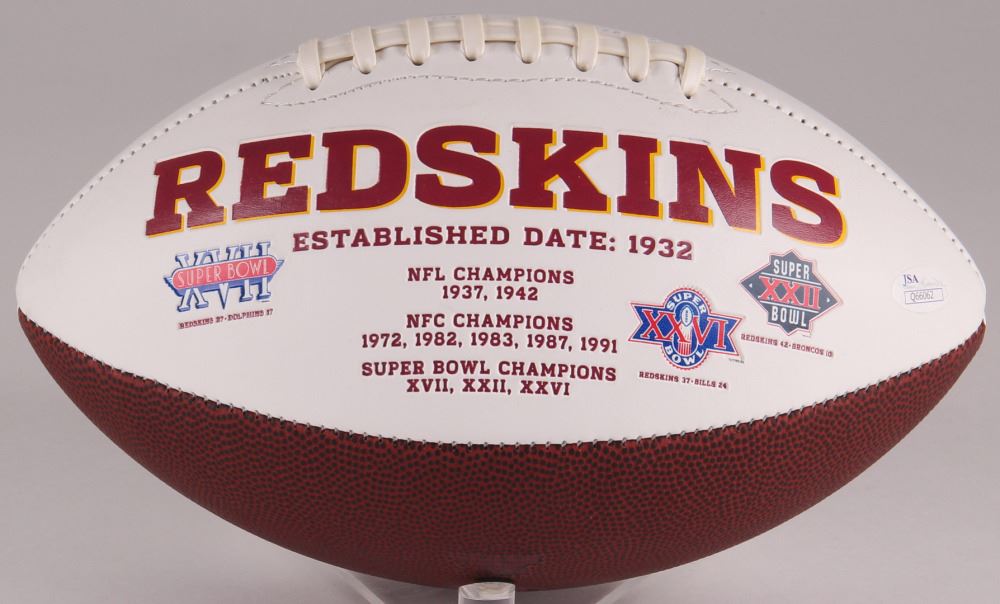 REDSKINS
ESTABLISHED DATE: 1932
XVII
SUPER BOWL
REDSKINS 27 • DOLPHINS 17
NFL CHAMPIONS
1937, 1942
NFC CHAMPIONS
1972, 1982, 1983, 1987, 1991
SUPER BOWL CHAMPIONS
XVII, XXII, XXVI
SUPER
XXVI
BOWL
REDSKINS 37 • BILLS 24
SUPER
XXII
BOWL
REDSKINS 42 • BRONCOS 10
JSA
Q66062